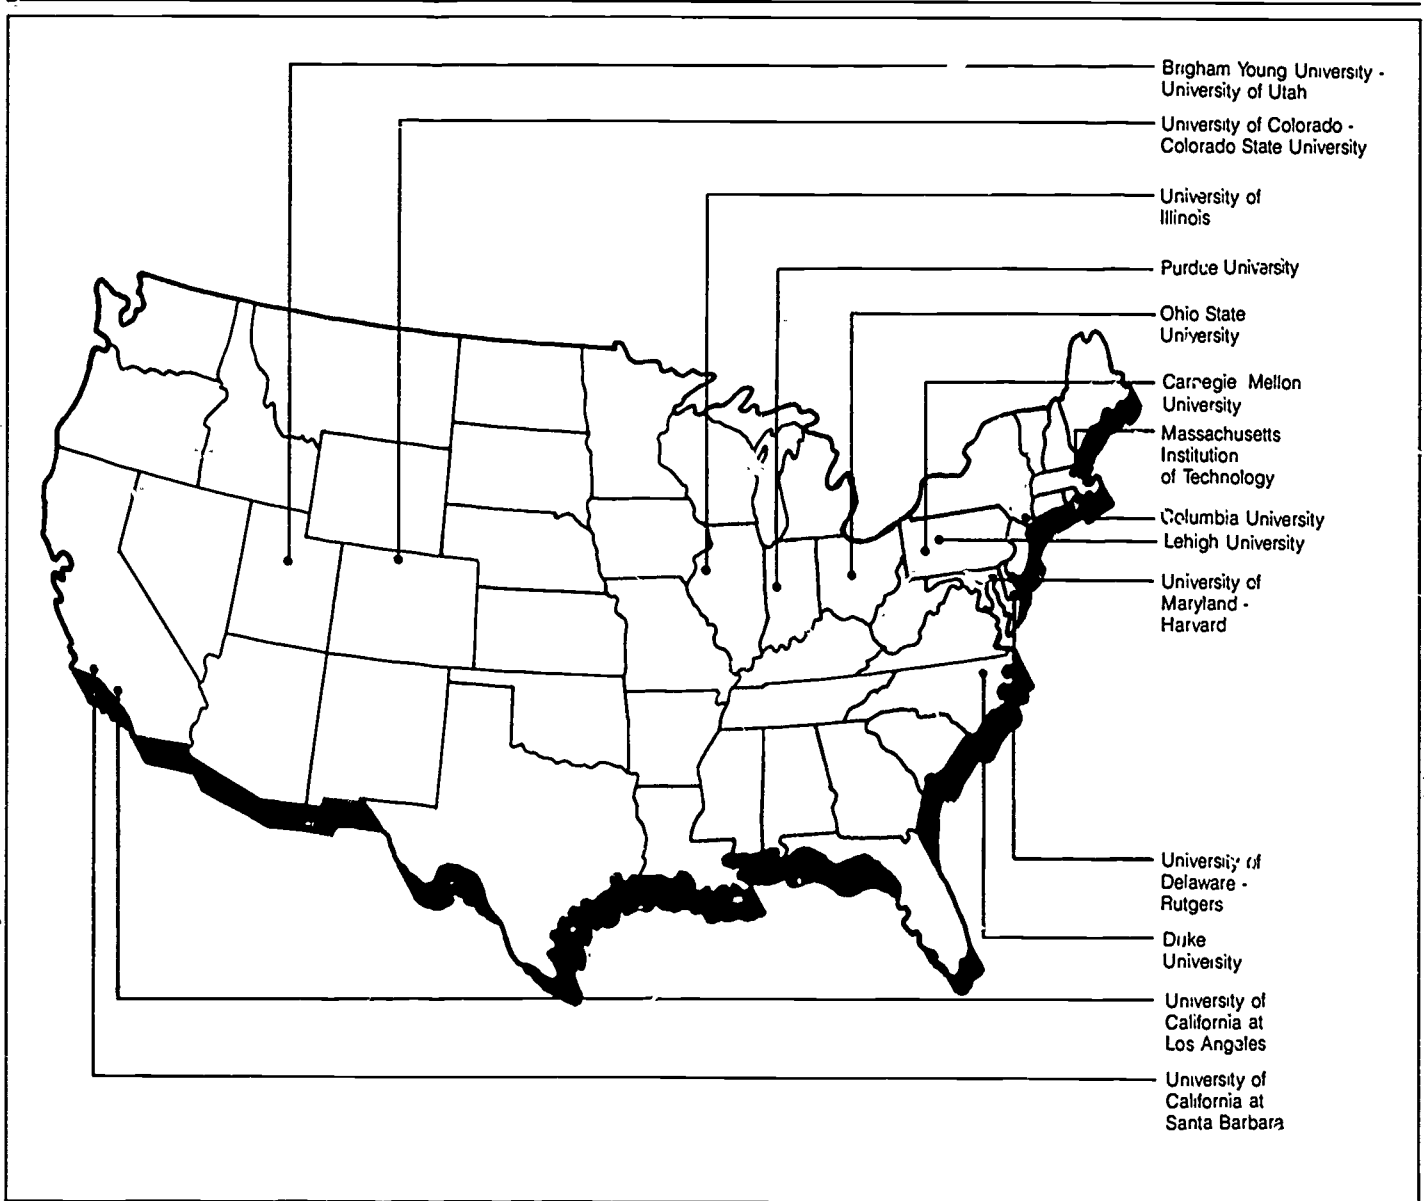 Brigham Young University -
University of Utah
University of Colorado -
Colorado State University
University of
Illinois
Purdue University
Ohio State
University
Carnegie Mellon
University
Massachusetts
Institution
of Technology
Columbia University
Lehigh University
University of
Maryland -
Harvard
University of
Delaware -
Rutgers
Duke
University
University of
California at
Los Angeles
University of
California at
Santa Barbara